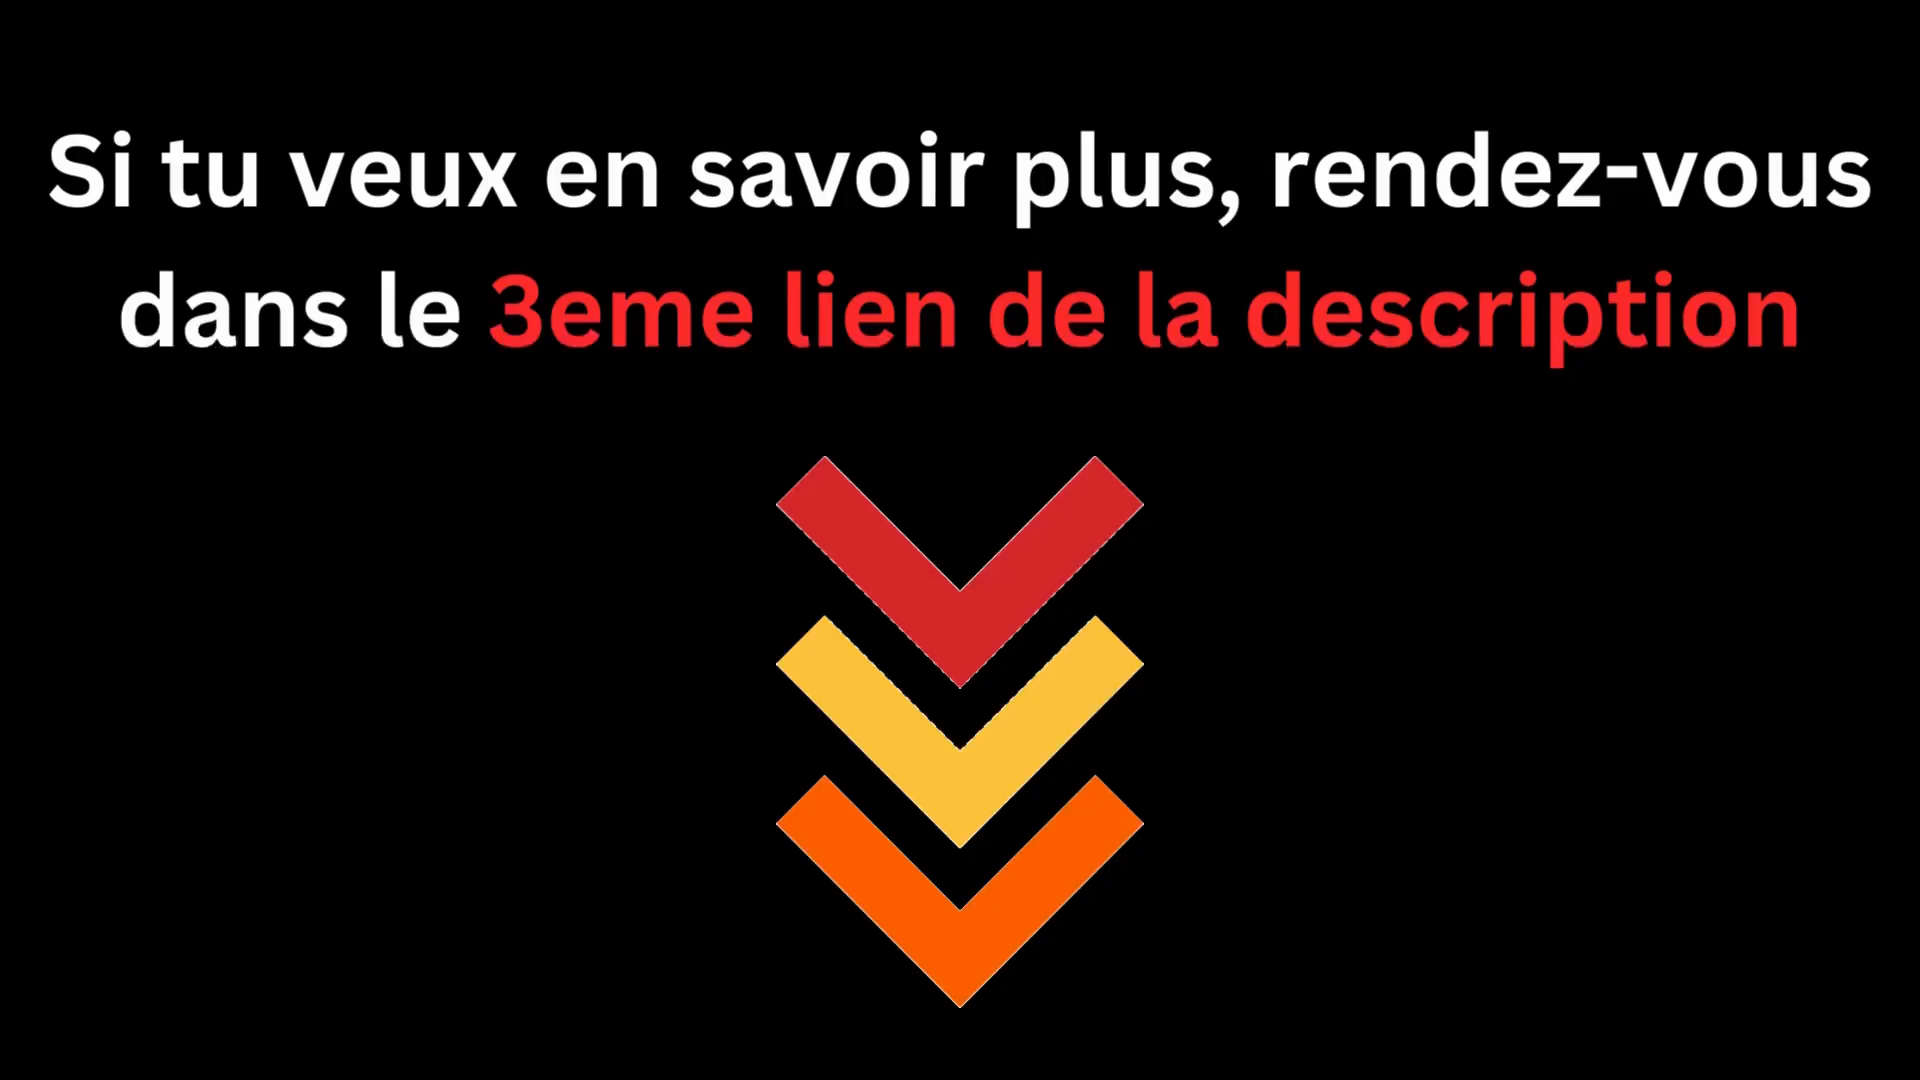 Si tu veux en savoir plus, rendez-vous
dans le 3eme lien de la description